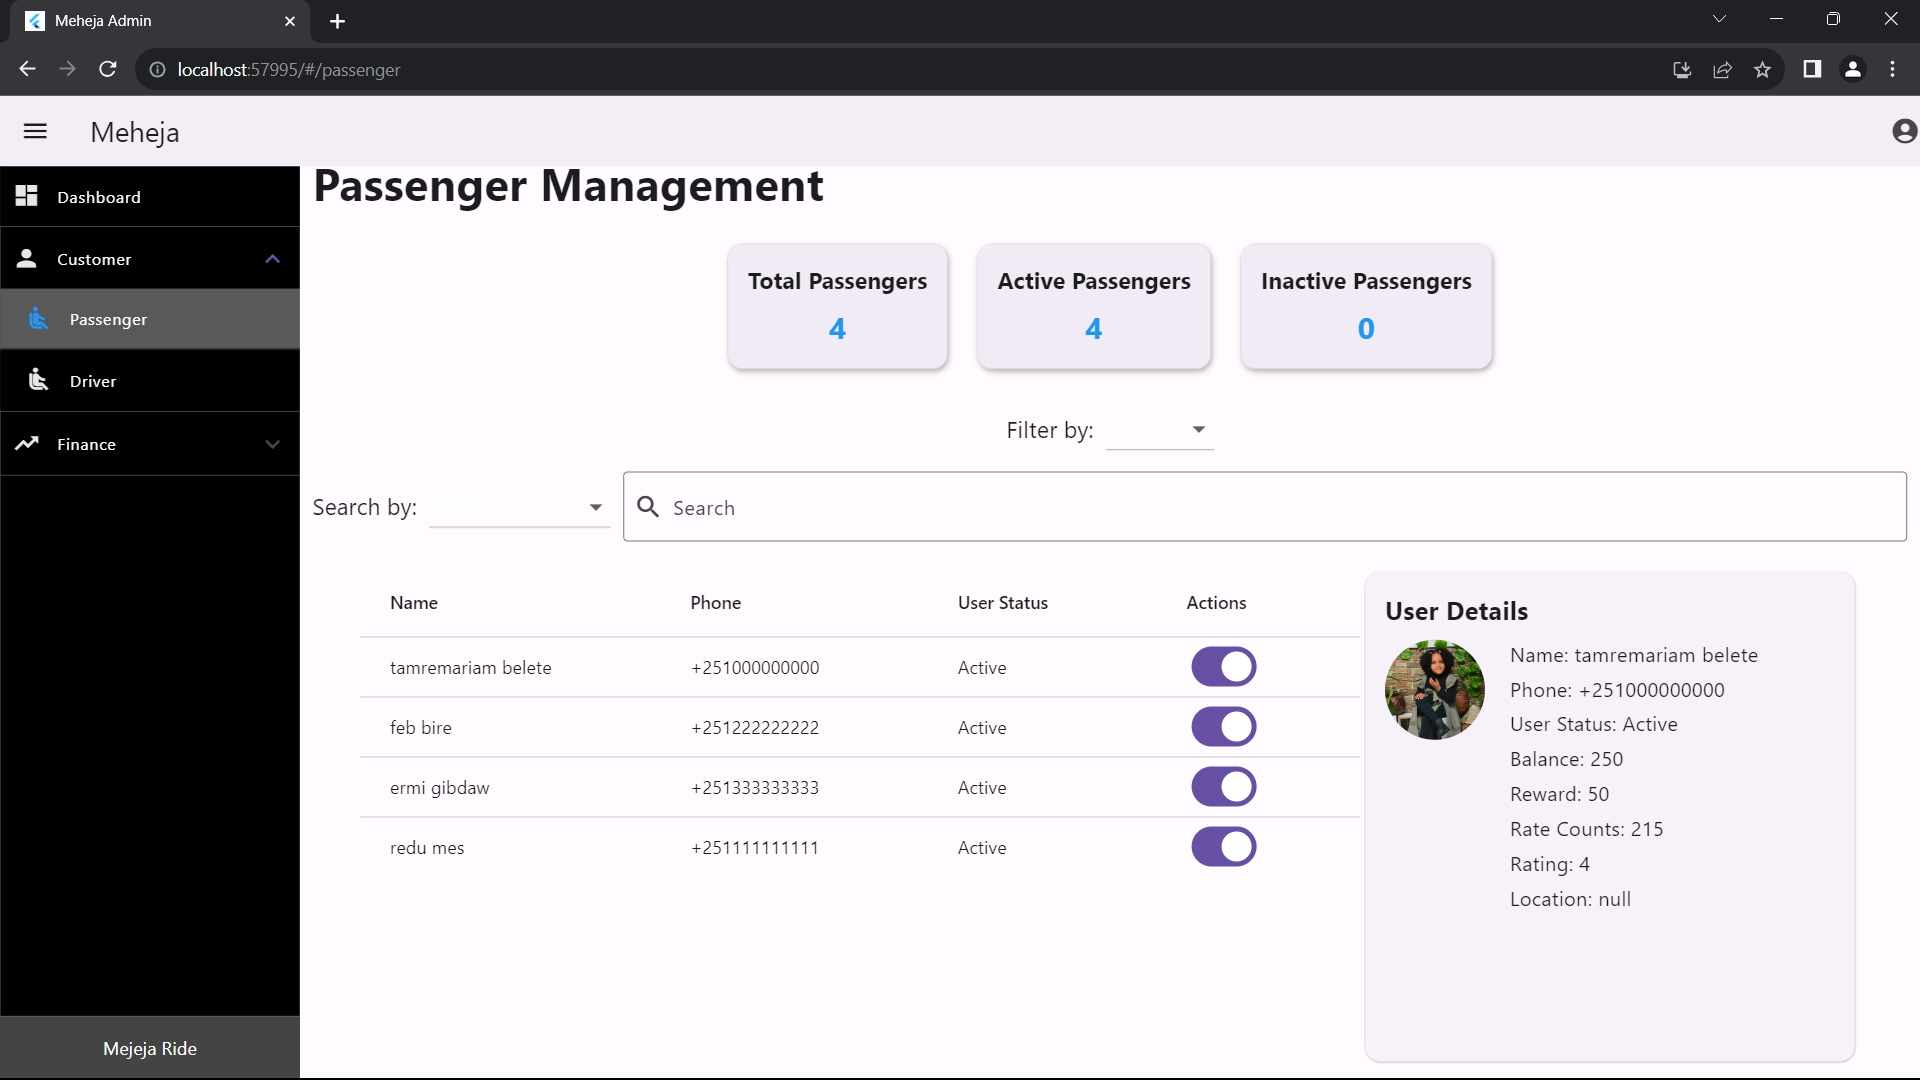 Meheja Admin
localhost:57995/#/passenger
Meheja
Dashboard
Customer
Passenger
Driver
Finance
Mejeja Ride
Passenger Management
Total Passengers
4
Active Passengers
4
Inactive Passengers
0
Filter by:
Search by:
Search
Name Phone User Status Actions
tamremariam belete +251000000000 Active
feb bire +251222222222 Active
ermi gibdaw +251333333333 Active
redu mes +251111111111 Active
User Details
Name: tamremariam belete
Phone: +251000000000
User Status: Active
Balance: 250
Reward: 50
Rate Counts: 215
Rating: 4
Location: null